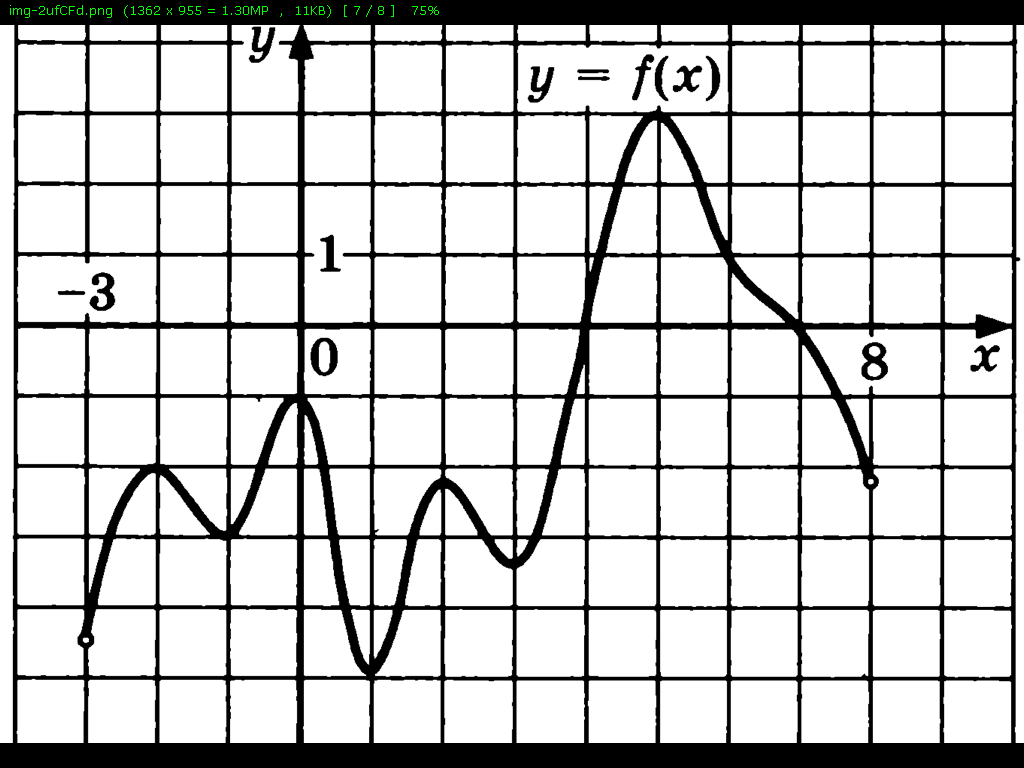 img-2ufCFd.png (1362 x 955 = 1.30MP , 11KB) [ 7 / 8 ] 75%
y
y = f(x)
1
−3
0
8
x